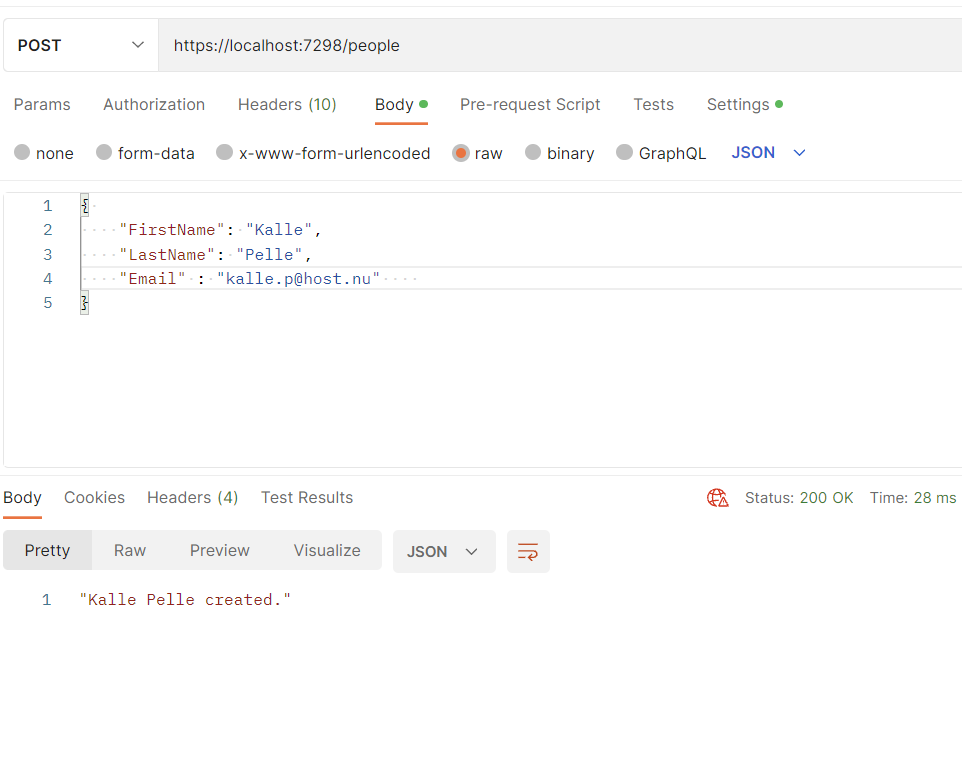 POST https://localhost:7298/people
Params Authorization Headers (10) Body Pre-request Script Tests Settings
none form-data x-www-form-urlencoded raw binary GraphQL JSON
1 {
2 "FirstName": "Kalle",
3 "LastName": "Pelle",
4 "Email" : "kalle.p@host.nu"
5 }
Body Cookies Headers (4) Test Results Status: 200 OK Time: 28 ms
Pretty Raw Preview Visualize JSON
1 "Kalle Pelle created."